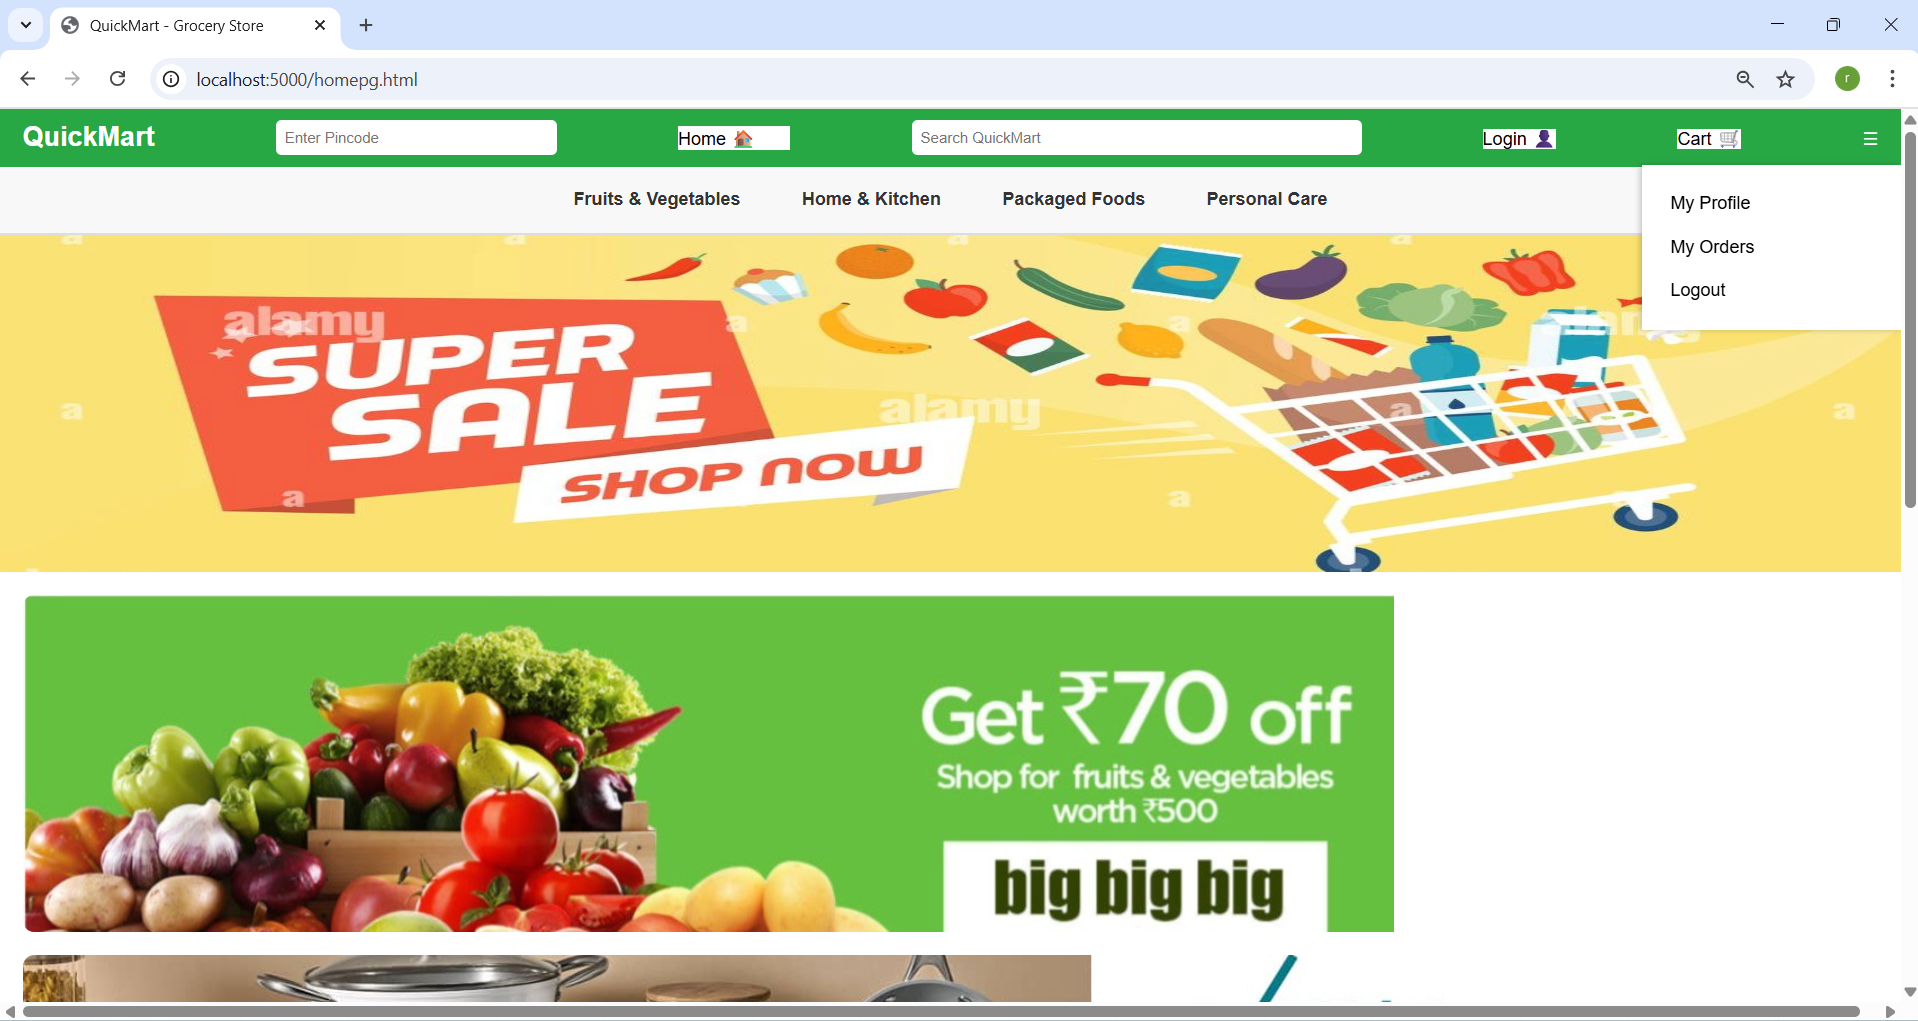 QuickMart - Grocery Store
localhost:5000/homepg.html
r
QuickMart
Enter Pincode
Home
Search QuickMart
Login
Cart
My Profile
My Orders
Logout
Fruits & Vegetables
Home & Kitchen
Packaged Foods
Personal Care
alamy
SUPER
SALE
SHOP NOW
alamy
a
Get ₹70 off
Shop for fruits & vegetables
worth ₹500
big big big